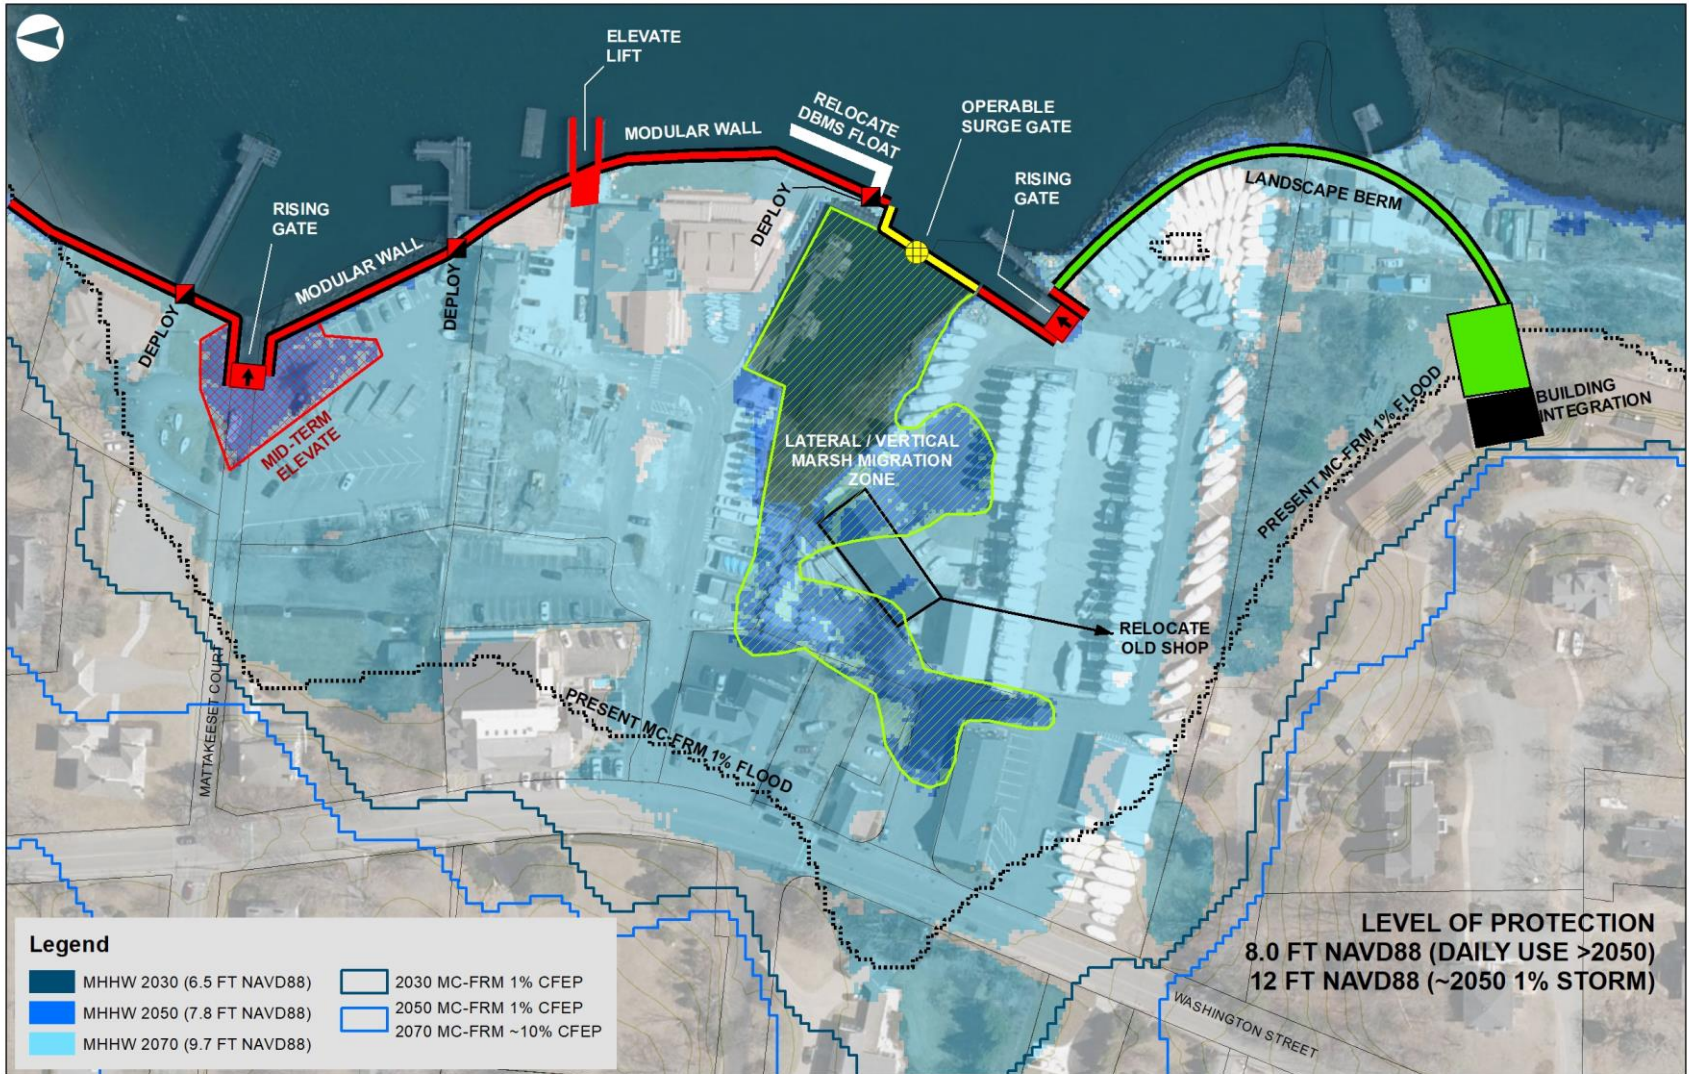 ELEVATE
LIFT
MODULAR WALL
RELOCATE
DBMS FLOAT
OPERABLE
SURGE GATE
RISING
GATE
LANDSCAPE BERM
RISING
GATE
MODULAR WALL
DEPLOY
DEPLOY
DEPLOY
MID-TERM
ELEVATE
LATERAL / VERTICAL
MARSH MIGRATION
ZONE
BUILDING
INTEGRATION
PRESENT MC-FRM 1% FLOOD
RELOCATE
OLD SHOP
MATTAKEESET COURT
PRESENT MC-FRM 1% FLOOD
WASHINGTON STREET
LEVEL OF PROTECTION
8.0 FT NAVD88 (DAILY USE >2050)
12 FT NAVD88 (~2050 1% STORM)
Legend
MHHW 2030 (6.5 FT NAVD88)
MHHW 2050 (7.8 FT NAVD88)
MHHW 2070 (9.7 FT NAVD88)
2030 MC-FRM 1% CFEP
2050 MC-FRM 1% CFEP
2070 MC-FRM ~10% CFEP